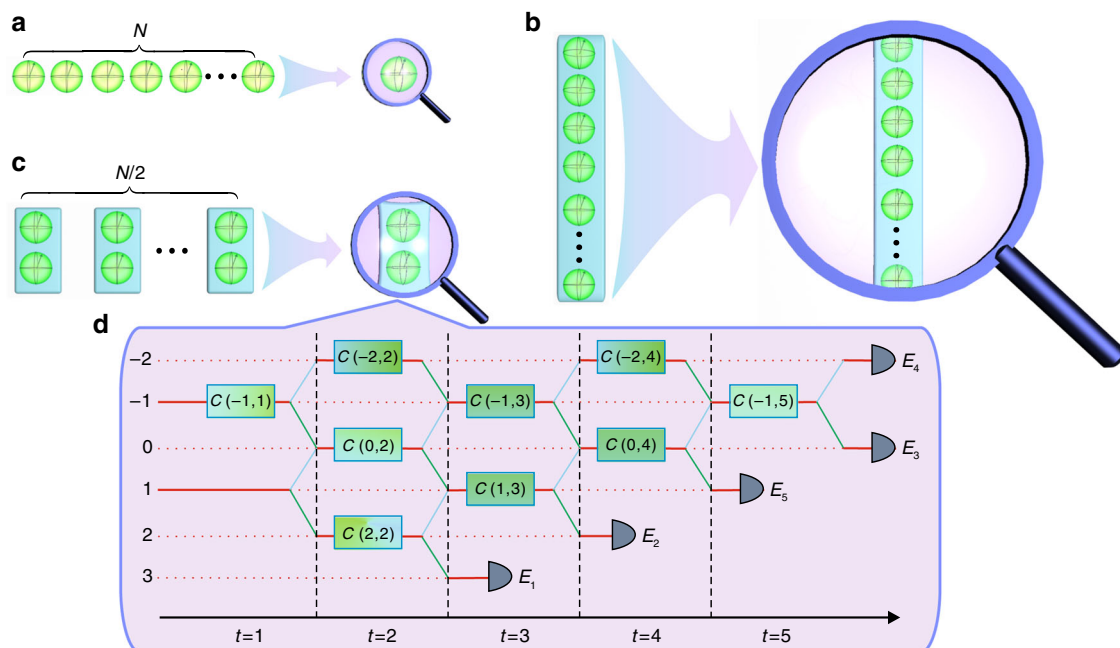 a
N
b
c
N/2
d
−2
C (−2,2)
C (−2,4)
E4
−1
C (−1,1)
C (−1,3)
C (−1,5)
0
C (0,2)
C (0,4)
E3
1
C (1,3)
E5
2
C (2,2)
E2
3
E1
t=1
t=2
t=3
t=4
t=5